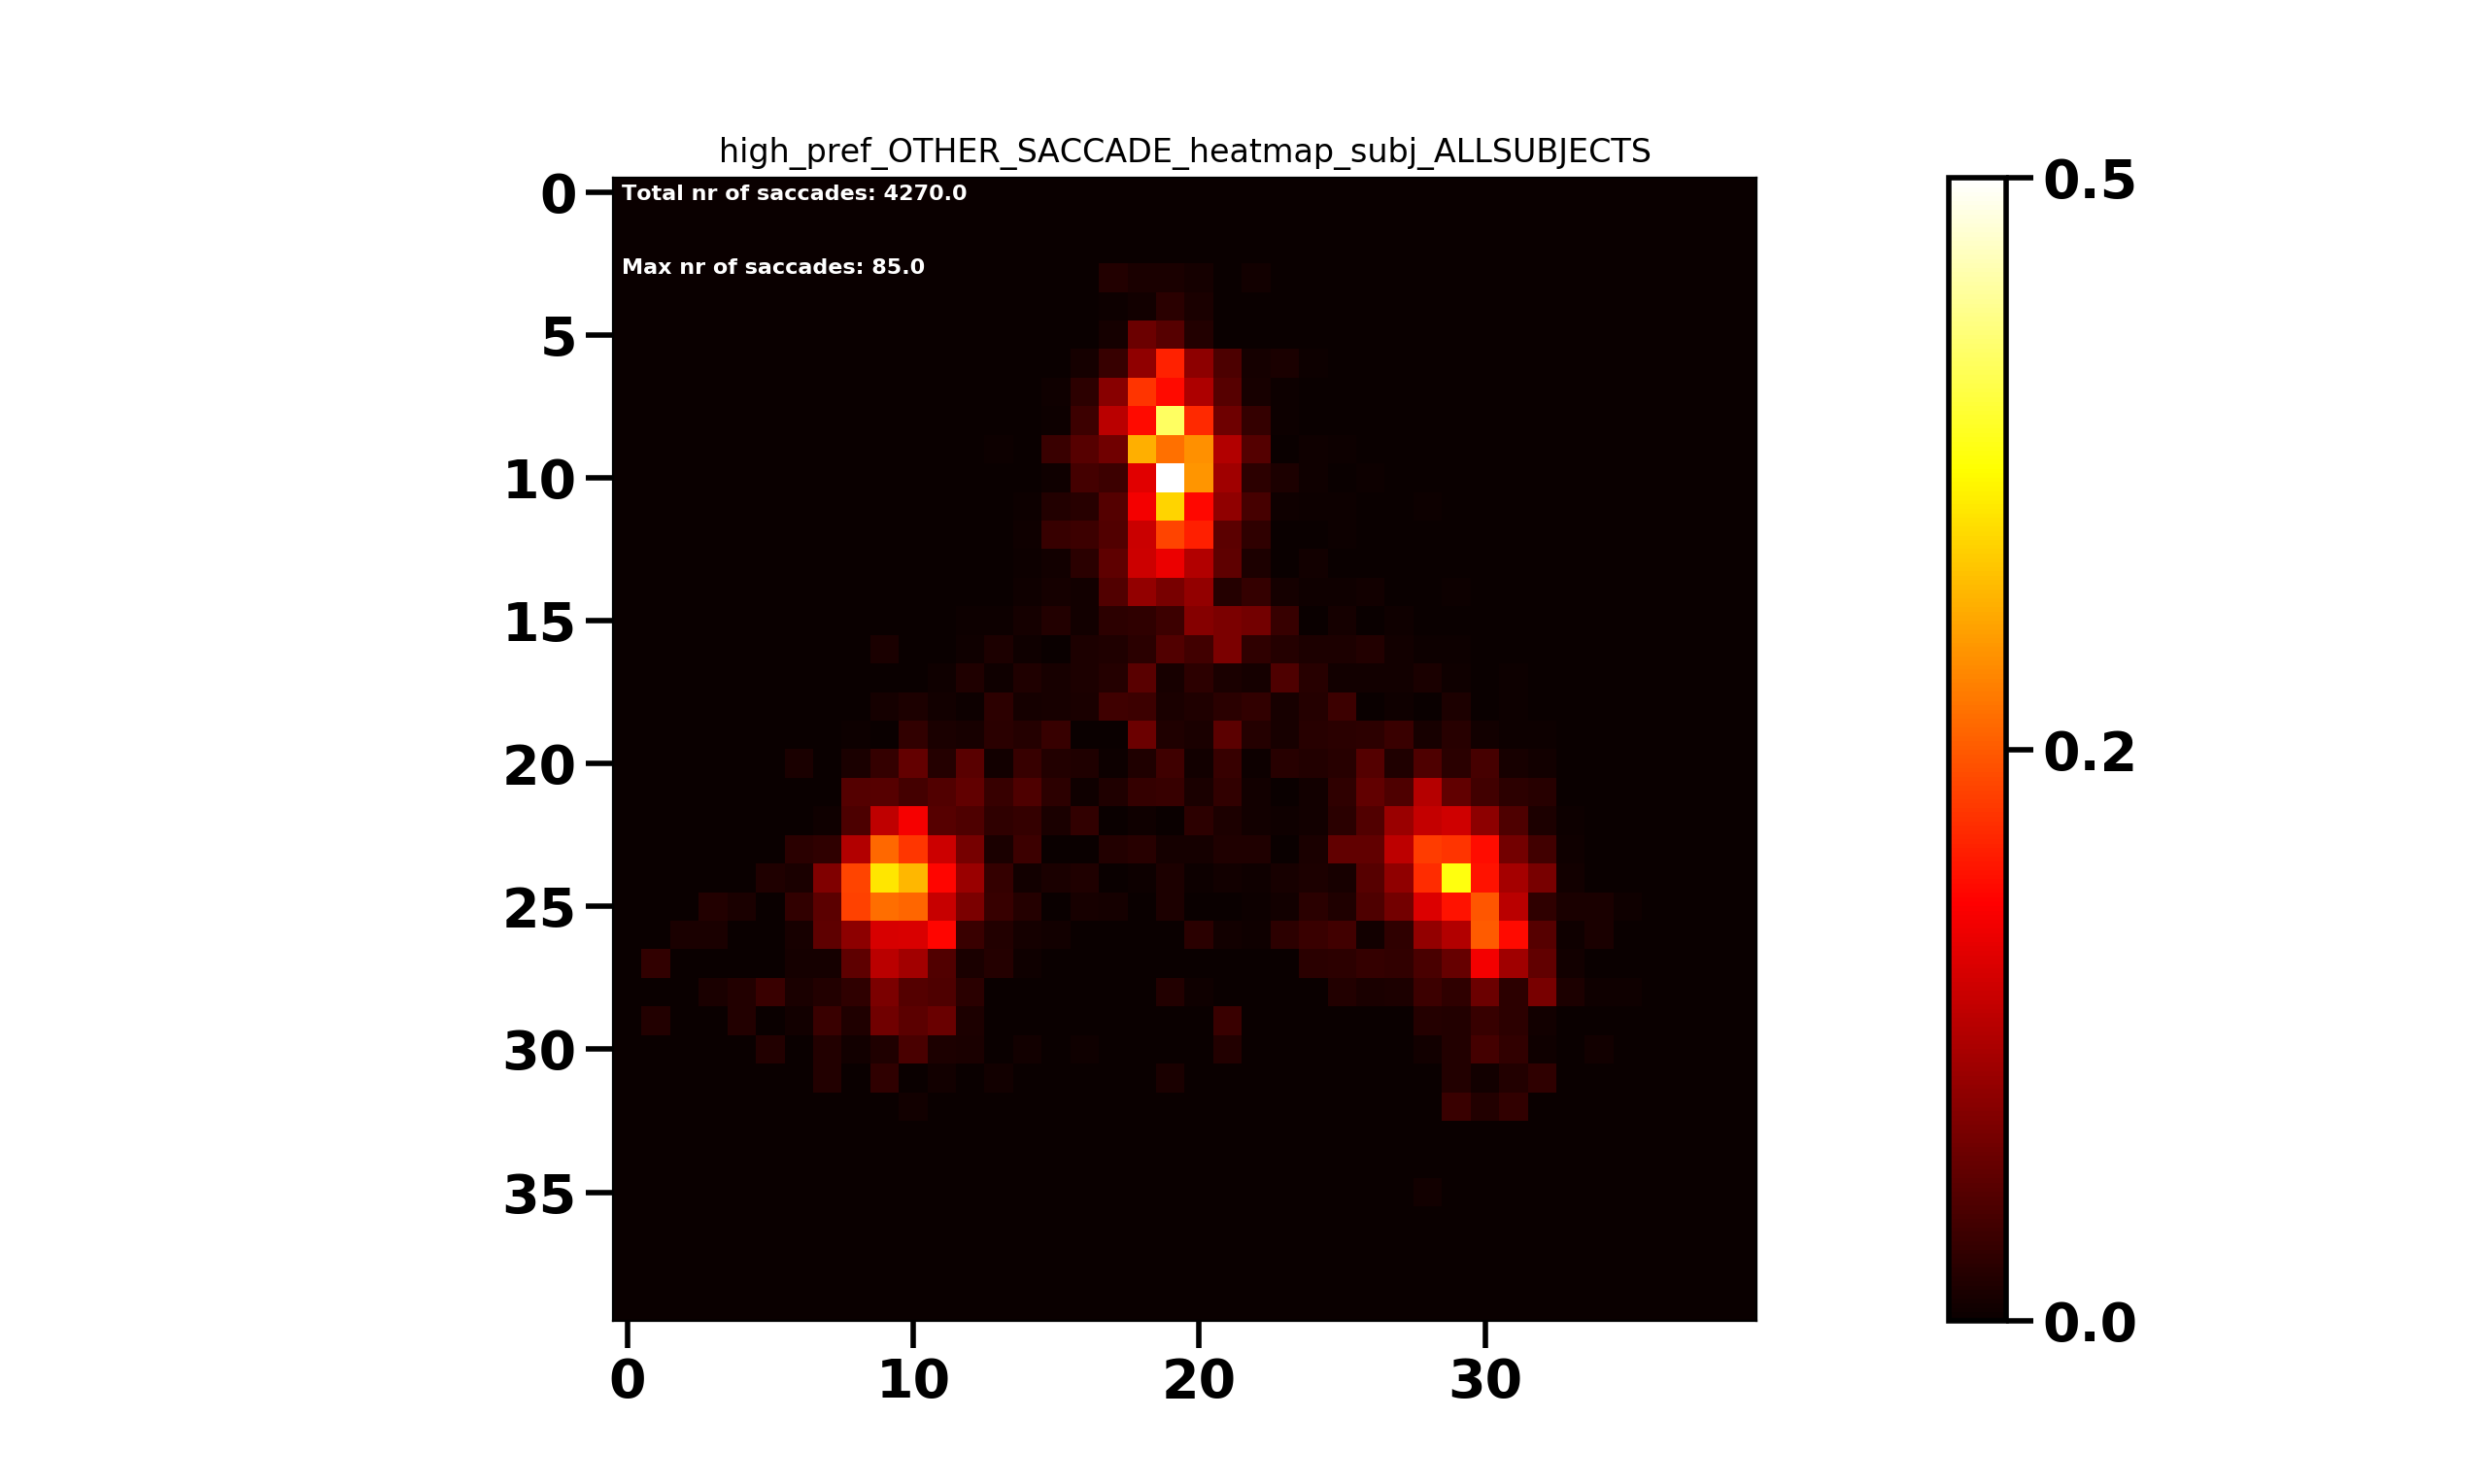 high_pref_OTHER_SACCADE_heatmap_subj_ALLSUBJECTS
Total nr of saccades: 4270.0
Max nr of saccades: 85.0
0
5
10
15
20
25
30
35
0 10 20 30
0.5
0.2
0.0